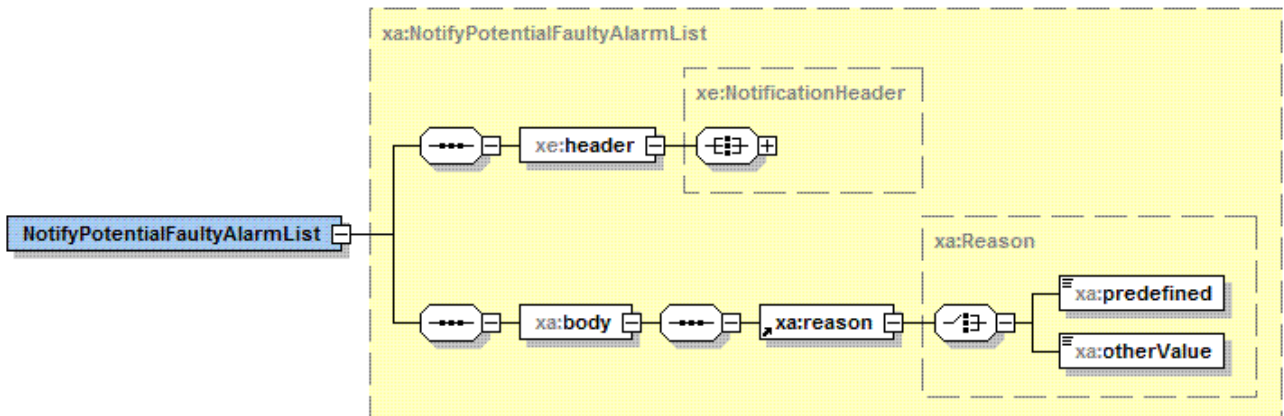 xa:NotifyPotentialFaultyAlarmList
xe:NotificationHeader
xe:header
NotifyPotentialFaultyAlarmList
xa:Reason
xa:predefined
xa:body
xa:reason
xa:otherValue